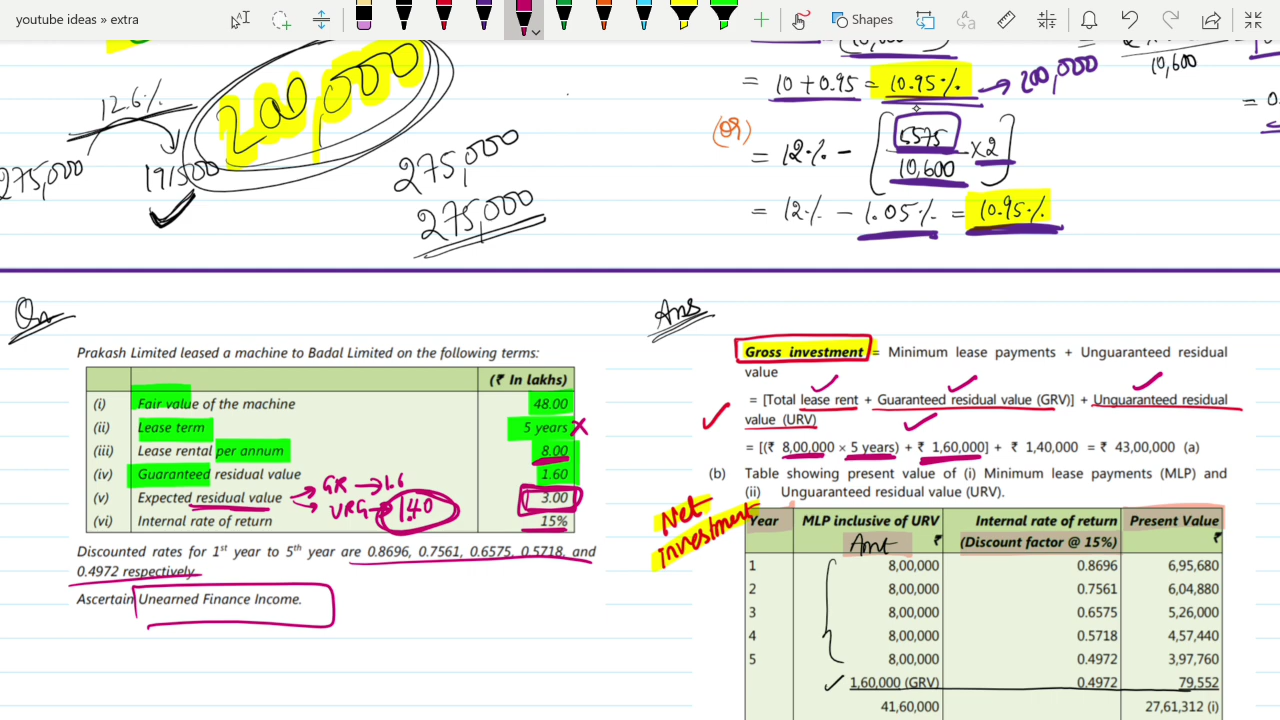 youtube ideas » extra
Shapes
12.6%
200,000
275,000
191500
275,000
275,000
10,000
= 10 + 0.95 = 10.95% → 200,000
10,600
(or)
= 12% - [5575
10,600 × 2]
= 12% - 1.05% = 10.95%
Qn
Prakash Limited leased a machine to Badal Limited on the following terms:
(₹ In lakhs)
(i) Fair value of the machine 48.00
(ii) Lease term 5 years ×
(iii) Lease rental per annum 8.00
(iv) Guaranteed residual value 1.60
(v) Expected residual value → GR → 1.6 3.00
→ URG → 1.40
(vi) Internal rate of return 15%
Discounted rates for 1st year to 5th year are 0.8696, 0.7561, 0.6575, 0.5718, and
0.4972 respectively.
Ascertain Unearned Finance Income.
Ans
Gross investment = Minimum lease payments + Unguaranteed residual
value
= [Total lease rent + Guaranteed residual value (GRV)] + Unguaranteed residual
value (URV)
= [(₹ 8,00,000 × 5 years) + ₹ 1,60,000] + ₹ 1,40,000 = ₹ 43,00,000 (a)
(b) Table showing present value of (i) Minimum lease payments (MLP) and
(ii) Unguaranteed residual value (URV).
Net
investment
Year MLP inclusive of URV Internal rate of return Present Value
Amt ₹ (Discount factor @ 15%) ₹
1 8,00,000 0.8696 6,95,680
2 8,00,000 0.7561 6,04,880
3 8,00,000 0.6575 5,26,000
4 8,00,000 0.5718 4,57,440
5 8,00,000 0.4972 3,97,760
1,60,000 (GRV) 0.4972 79,552
41,60,000 27,61,312 (i)